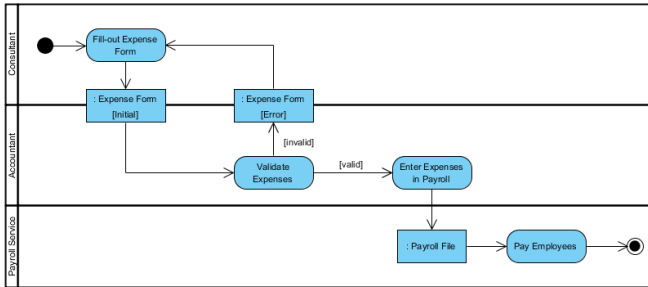 Consultant
Fill-out Expense
Form
: Expense Form
[Initial]
: Expense Form
[Error]
Accountant
[invalid]
Validate
Expenses
[valid]
Enter Expenses
in Payroll
Payroll Service
: Payroll File
Pay Employees